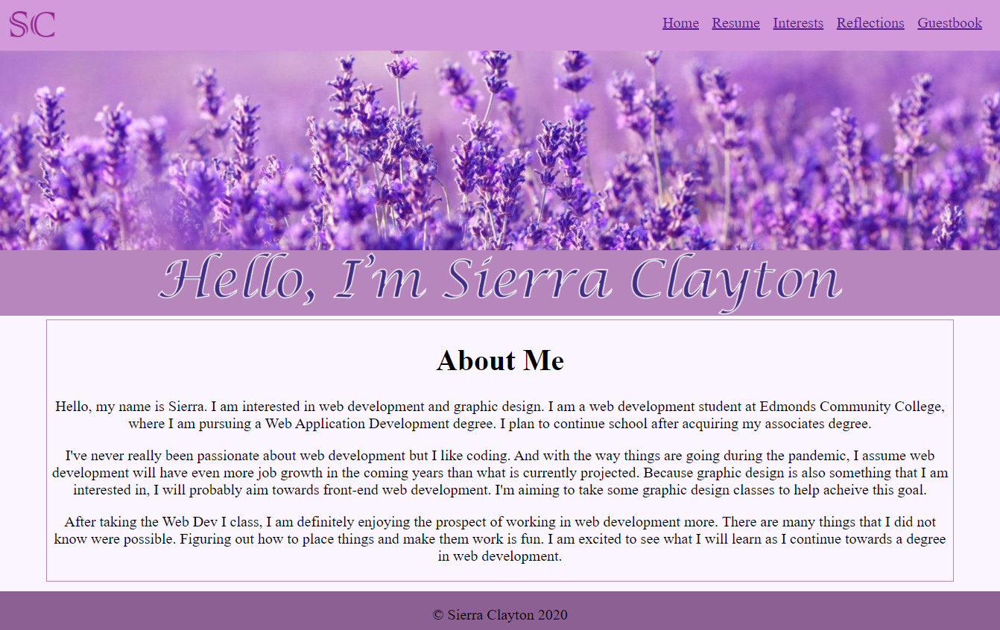 SC
Home Resume Interests Reflections Guestbook
Hello, I'm Sierra Clayton
About Me
Hello, my name is Sierra. I am interested in web development and graphic design. I am a web development student at Edmonds Community College,
where I am pursuing a Web Application Development degree. I plan to continue school after acquiring my associates degree.
I've never really been passionate about web development but I like coding. And with the way things are going during the pandemic, I assume web
development will have even more job growth in the coming years than what is currently projected. Because graphic design is also something that I am
interested in, I will probably aim towards front-end web development. I'm aiming to take some graphic design classes to help acheive this goal.
After taking the Web Dev I class, I am definitely enjoying the prospect of working in web development more. There are many things that I did not
know were possible. Figuring out how to place things and make them work is fun. I am excited to see what I will learn as I continue towards a degree
in web development.
© Sierra Clayton 2020